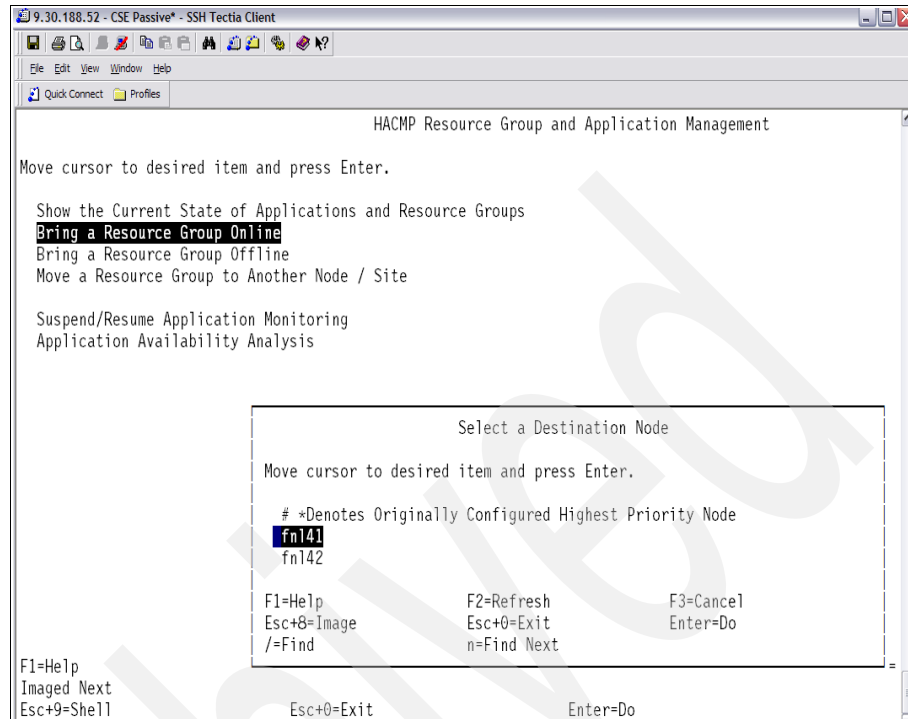 9.30.188.52 - CSE Passive* - SSH Tectia Client
File Edit View Window Help
Quick Connect Profiles
HACMP Resource Group and Application Management
Move cursor to desired item and press Enter.
Show the Current State of Applications and Resource Groups
Bring a Resource Group Online
Bring a Resource Group Offline
Move a Resource Group to Another Node / Site
Suspend/Resume Application Monitoring
Application Availability Analysis
Select a Destination Node
Move cursor to desired item and press Enter.
# *Denotes Originally Configured Highest Priority Node
fnl41
fnl42
F1=Help F2=Refresh F3=Cancel
Esc+8=Image Esc+0=Exit Enter=Do
/=Find n=Find Next
F1=Help =
Imaged Next
Esc+9=Shell Esc+0=Exit Enter=Do